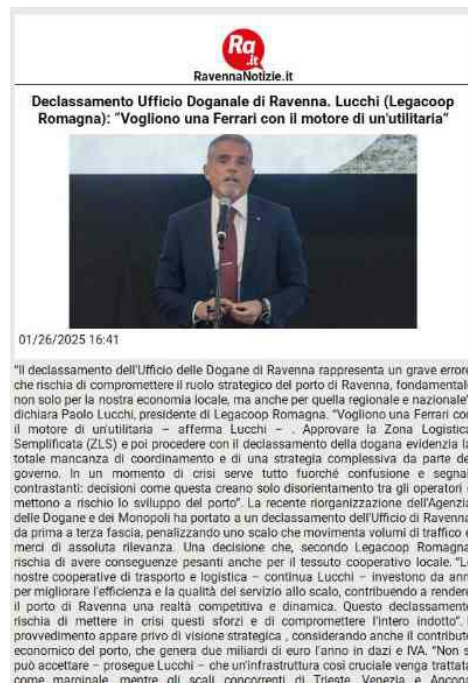 Ra
.it
RavennaNotizie.it
Declassamento Ufficio Doganale di Ravenna. Lucchi (Legacoop
Romagna): “Vogliono una Ferrari con il motore di un'utilitaria”
01/26/2025 16:41
“Il declassamento dell'Ufficio delle Dogane di Ravenna rappresenta un grave errore
che rischia di compromettere il ruolo strategico del porto di Ravenna, fondamental
non solo per la nostra economia locale, ma anche per quella regionale e nazionale”
dichiara Paolo Lucchi, presidente di Legacoop Romagna. “Vogliono una Ferrari con
il motore di un'utilitaria – afferma Lucchi – . Approvare la Zona Logistica
Semplificata (ZLS) e poi procedere con il declassamento della dogana evidenzia la
totale mancanza di coordinamento e di una strategia complessiva da parte del
governo. In un momento di crisi serve tutto fuorché confusione e segnal
contrastanti: decisioni come questa creano solo disorientamento tra gli operatori e
mettono a rischio lo sviluppo del porto”. La recente riorganizzazione dell'Agenzia
delle Dogane e dei Monopoli ha portato a un declassamento dell'Ufficio di Ravenna
da prima a terza fascia, penalizzando uno scalo che movimenta volumi di traffico e
merci di assoluta rilevanza. Una decisione che, secondo Legacoop Romagna
rischia di avere conseguenze pesanti anche per il tessuto cooperativo locale. “Le
nostre cooperative di trasporto e logistica – continua Lucchi – investono da anni
per migliorare l'efficienza e la qualità del servizio allo scalo, contribuendo a rendere
il porto di Ravenna una realtà competitiva e dinamica. Questo declassamento
rischia di mettere in crisi questi sforzi e di compromettere l'intero indotto”. I
provvedimento appare privo di visione strategica , considerando anche il contributo
economico del porto, che genera due miliardi di euro l'anno in dazi e IVA. “Non s
può accettare – prosegue Lucchi – che un'infrastruttura così cruciale venga trattata
come marginale, mentre gli scali concorrenti di Trieste, Venezia e Ancona